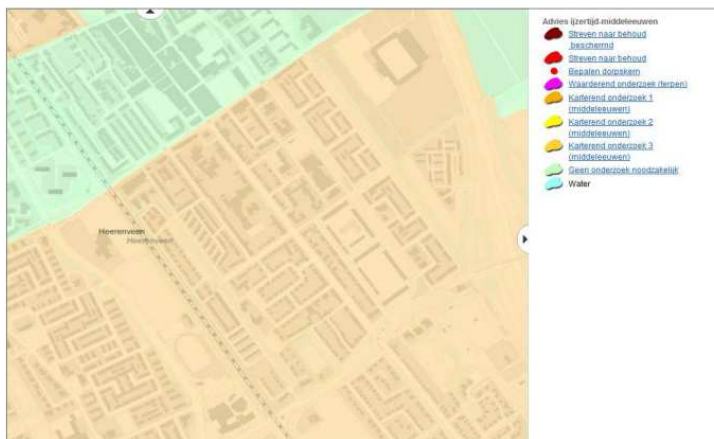 Advies ijzertijd-middeleeuwen
Streven naar behoud
beschermd
Streven naar behoud
Bepalen dorpskern
Waarderend onderzoek (terpen)
Karterend onderzoek 1
(middeleeuwen)
Karterend onderzoek 2
(middeleeuwen)
Karterend onderzoek 3
(middeleeuwen)
Geen onderzoek noodzakelijk
Water
Heerenveen
Heerenveen